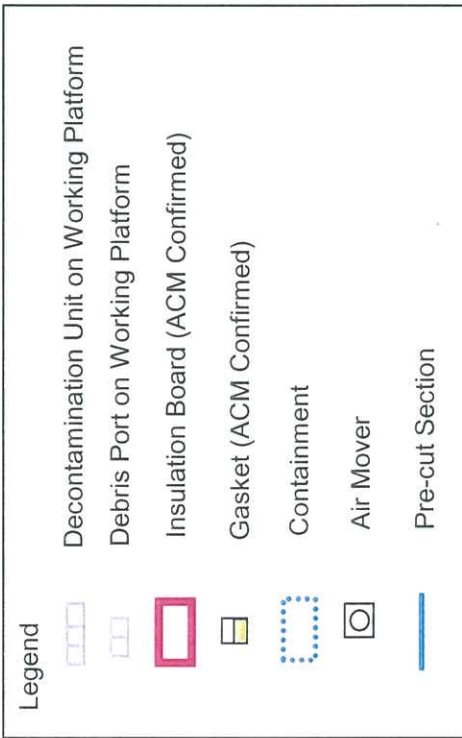 Legend
Decontamination Unit on Working Platform
Debris Port on Working Platform
Insulation Board (ACM Confirmed)
Gasket (ACM Confirmed)
Containment
Air Mover
Pre-cut Section